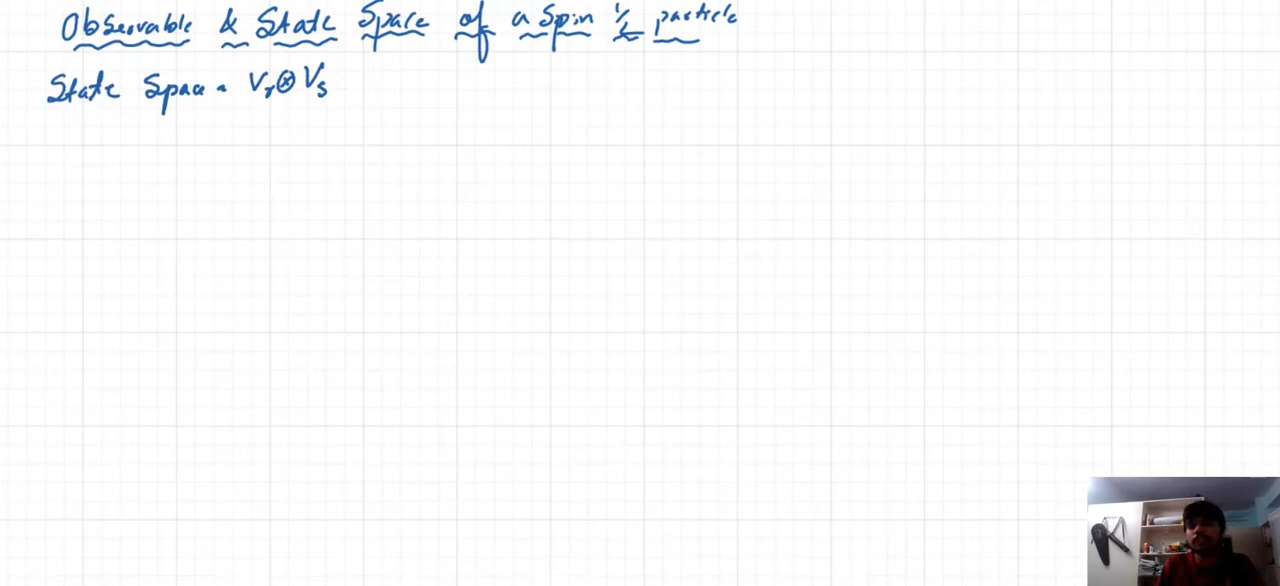 Observable & State Space of a Spin ½ particle
State Space = Vr⊗Vs